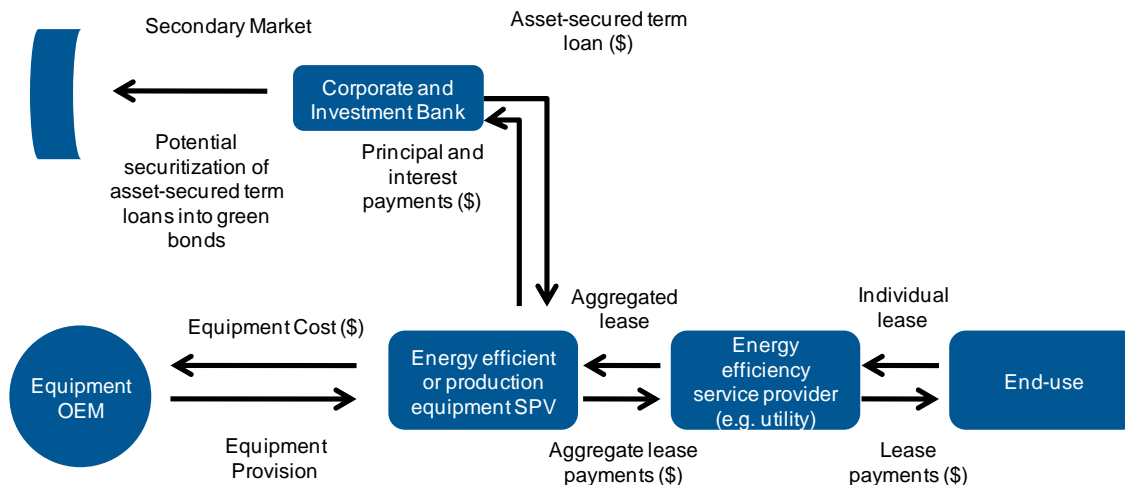 Secondary Market
Asset-secured term
loan ($)
Corporate and
Investment Bank
Potential
securitization of
asset-secured term
loans into green
bonds
Principal and
interest
payments ($)
Equipment Cost ($)
Aggregated
lease
Individual
lease
Equipment
OEM
Energy efficient
or production
equipment SPV
Energy
efficiency
service provider
(e.g. utility)
End-use
Equipment
Provision
Aggregate lease
payments ($)
Lease
payments ($)